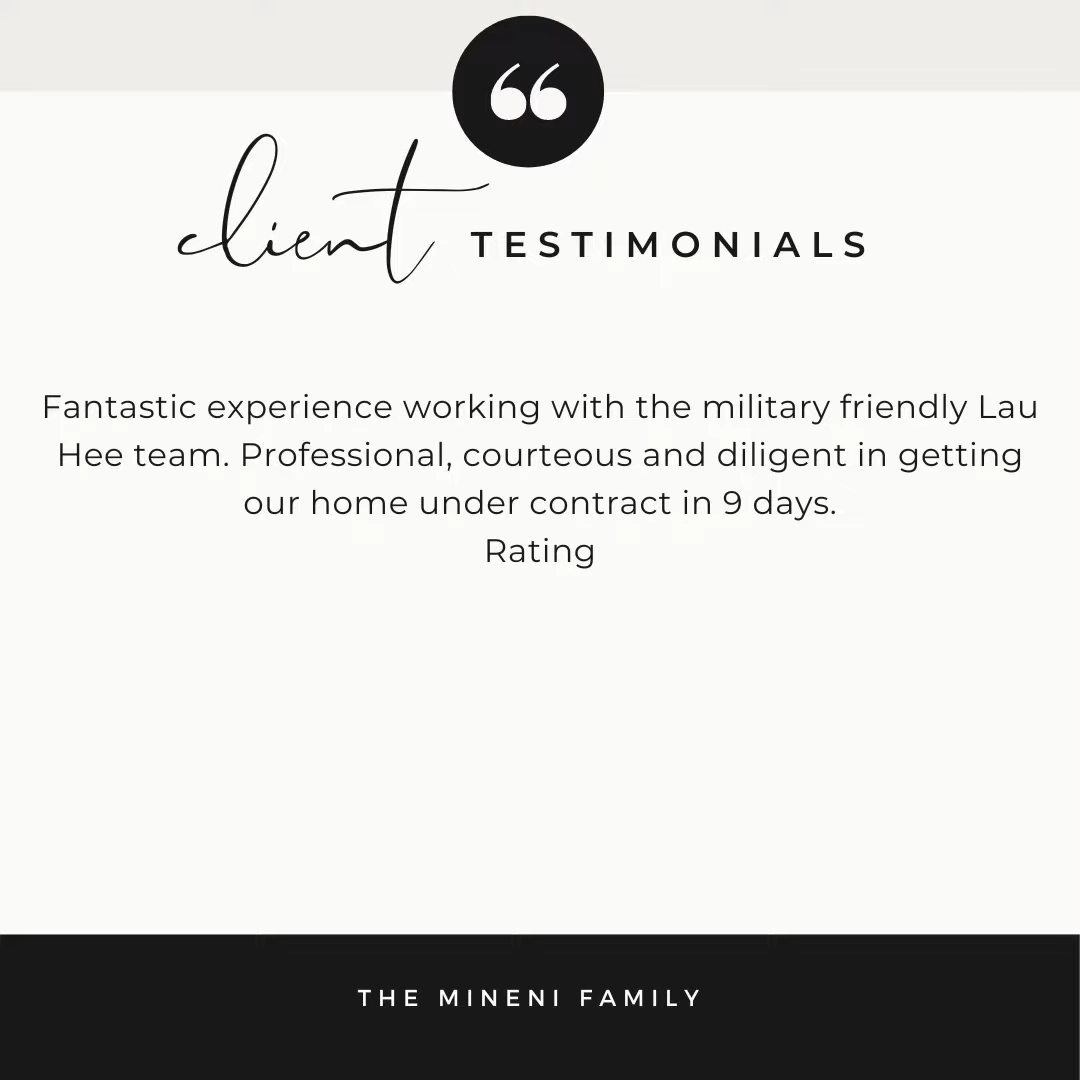 ❝
client TESTIMONIALS
Fantastic experience working with the military friendly Lau
Hee team. Professional, courteous and diligent in getting
our home under contract in 9 days.
Rating
THE MINENI FAMILY